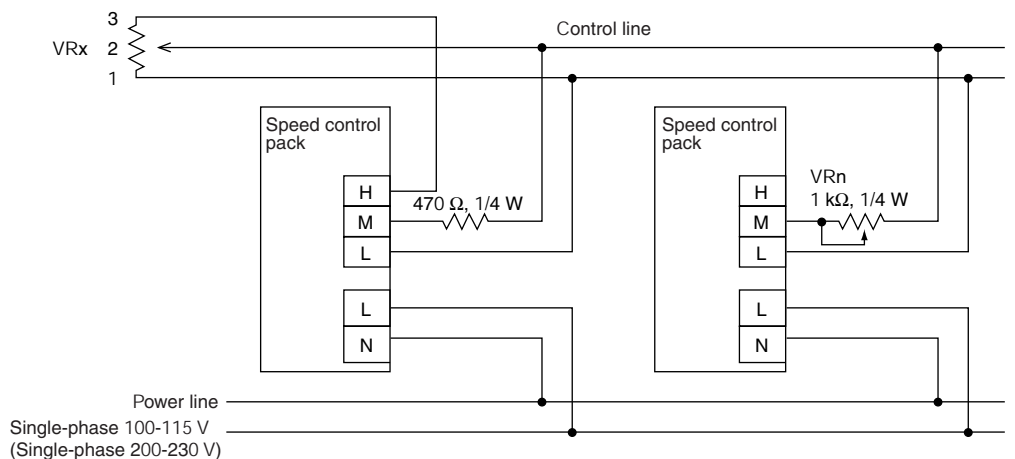 3
VRx 2
1
Control line
Speed control
pack
H
M
L
L
N
470 Ω, 1/4 W
Speed control
pack
H
M
L
L
N
VRn
1 kΩ, 1/4 W
Power line
Single-phase 100-115 V
(Single-phase 200-230 V)